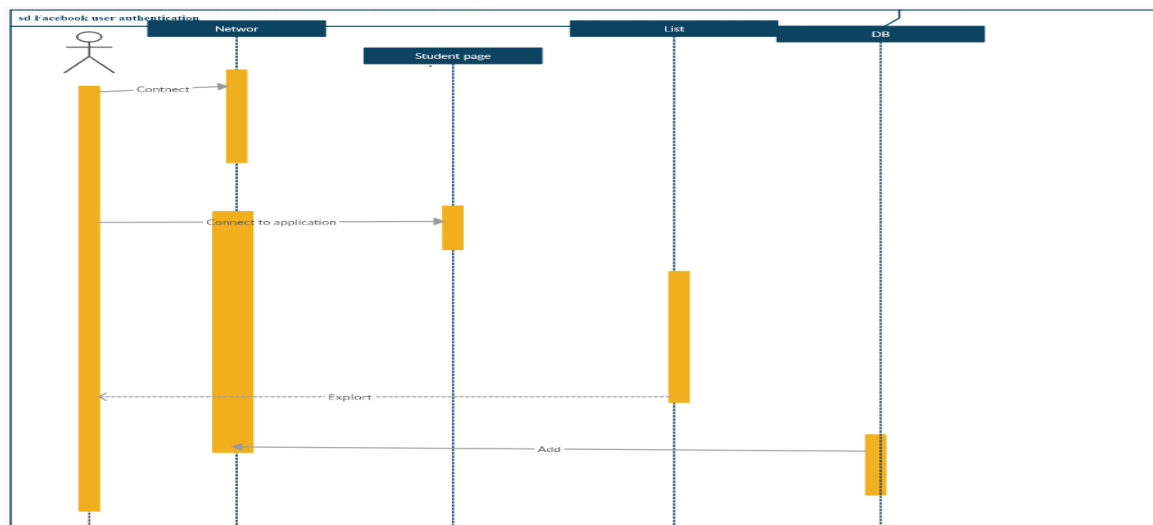 sd Facebook user authentication
Networ
List
DB
Student page
Contnect
Connect to application
Explort
Add